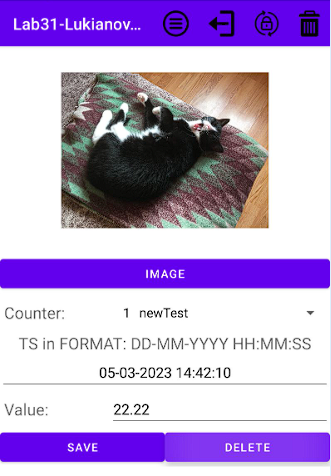 Lab31-Lukianov...
IMAGE
Counter: 1 newTest
TS in FORMAT: DD-MM-YYYY HH:MM:SS
05-03-2023 14:42:10
Value: 22.22
SAVE DELETE